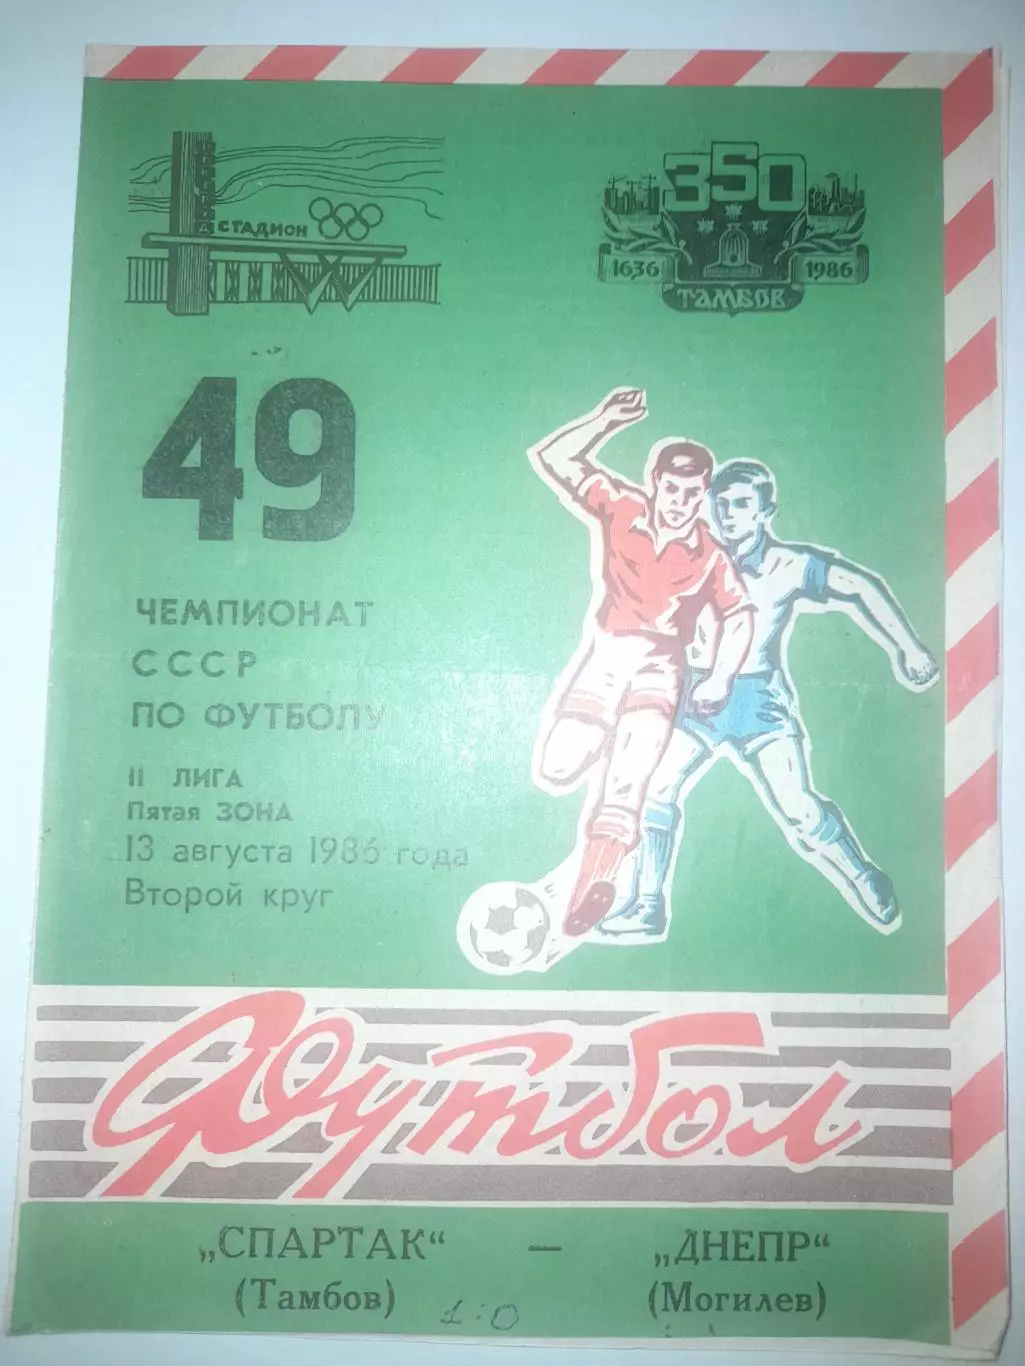 СТАДИОН
350
1636 1986
ТАМБОВ
49
ЧЕМПИОНАТ
СССР
ПО ФУТБОЛУ
II ЛИГА
Пятая ЗОНА
13 августа 1986 года
Второй круг
Футбол
„СПАРТАК“ — „ДНЕПР“
(Тамбов) (Могилев)
1:0